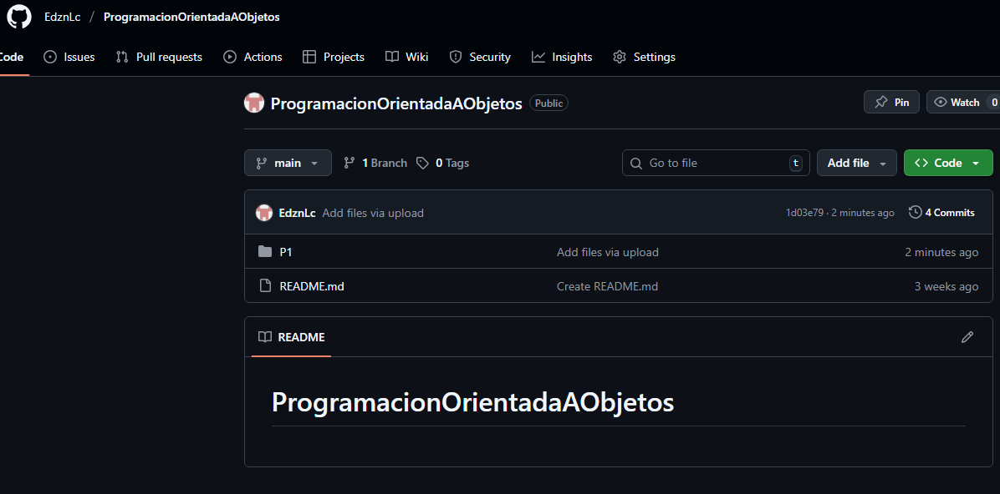 EdznLc / ProgramacionOrientadaAObjetos
Code Issues Pull requests Actions Projects Wiki Security Insights Settings
ProgramacionOrientadaAObjetos Public Pin Watch 0
main 1 Branch 0 Tags Go to file t Add file Code
EdznLc Add files via upload 1d03e79 · 2 minutes ago 4 Commits
P1 Add files via upload 2 minutes ago
README.md Create README.md 3 weeks ago
README
ProgramacionOrientadaAObjetos